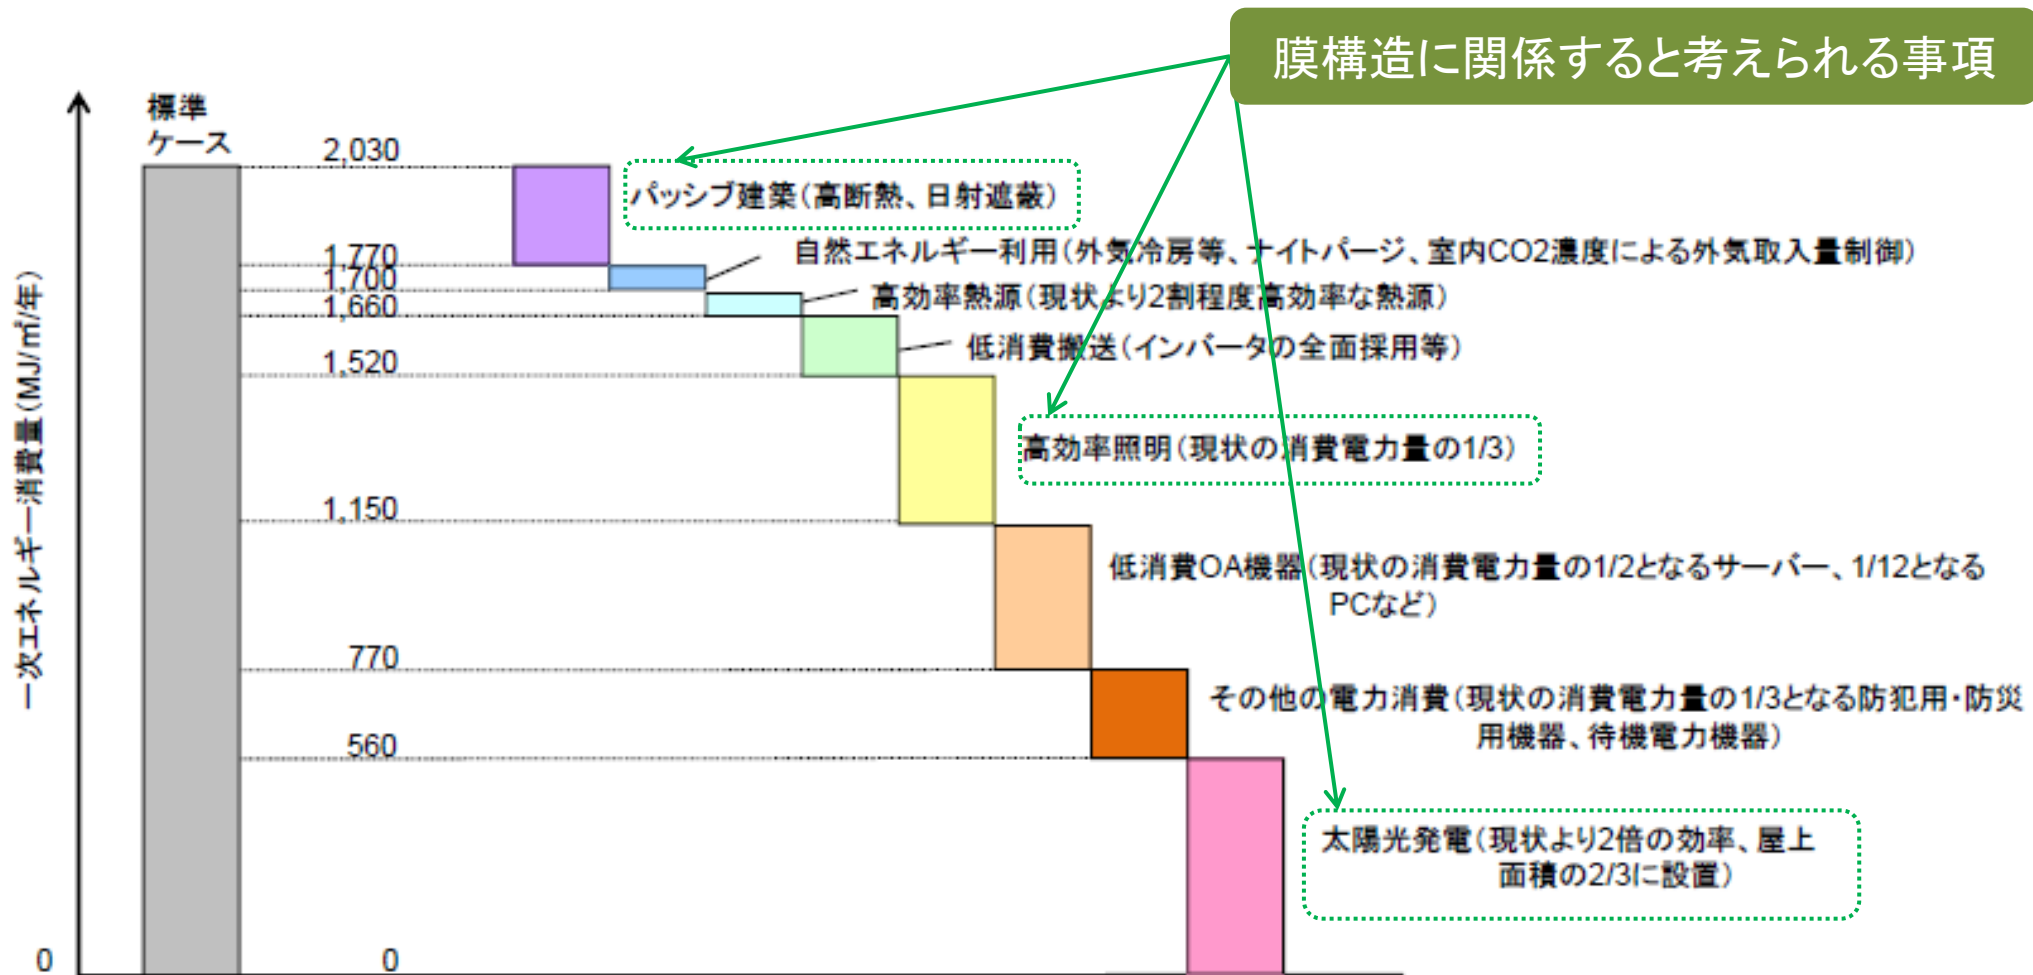 膜構造に関係すると考えられる事項
標準
ケース
一次エネルギー消費量(MJ/㎡/年)
2,030
パッシブ建築(高断熱、日射遮蔽)
1,770
自然エネルギー利用(外気冷房等、ナイトパージ、室内CO2濃度による外気取入量制御)
1,700
高効率熱源(現状より2割程度高効率な熱源)
1,660
低消費搬送(インバータの全面採用等)
1,520
高効率照明(現状の消費電力量の1/3)
1,150
低消費OA機器(現状の消費電力量の1/2となるサーバー、1/12となる
PCなど)
770
その他の電力消費(現状の消費電力量の1/3となる防犯用・防災
用機器、待機電力機器)
560
太陽光発電(現状より2倍の効率、屋上
面積の2/3に設置)
0
0